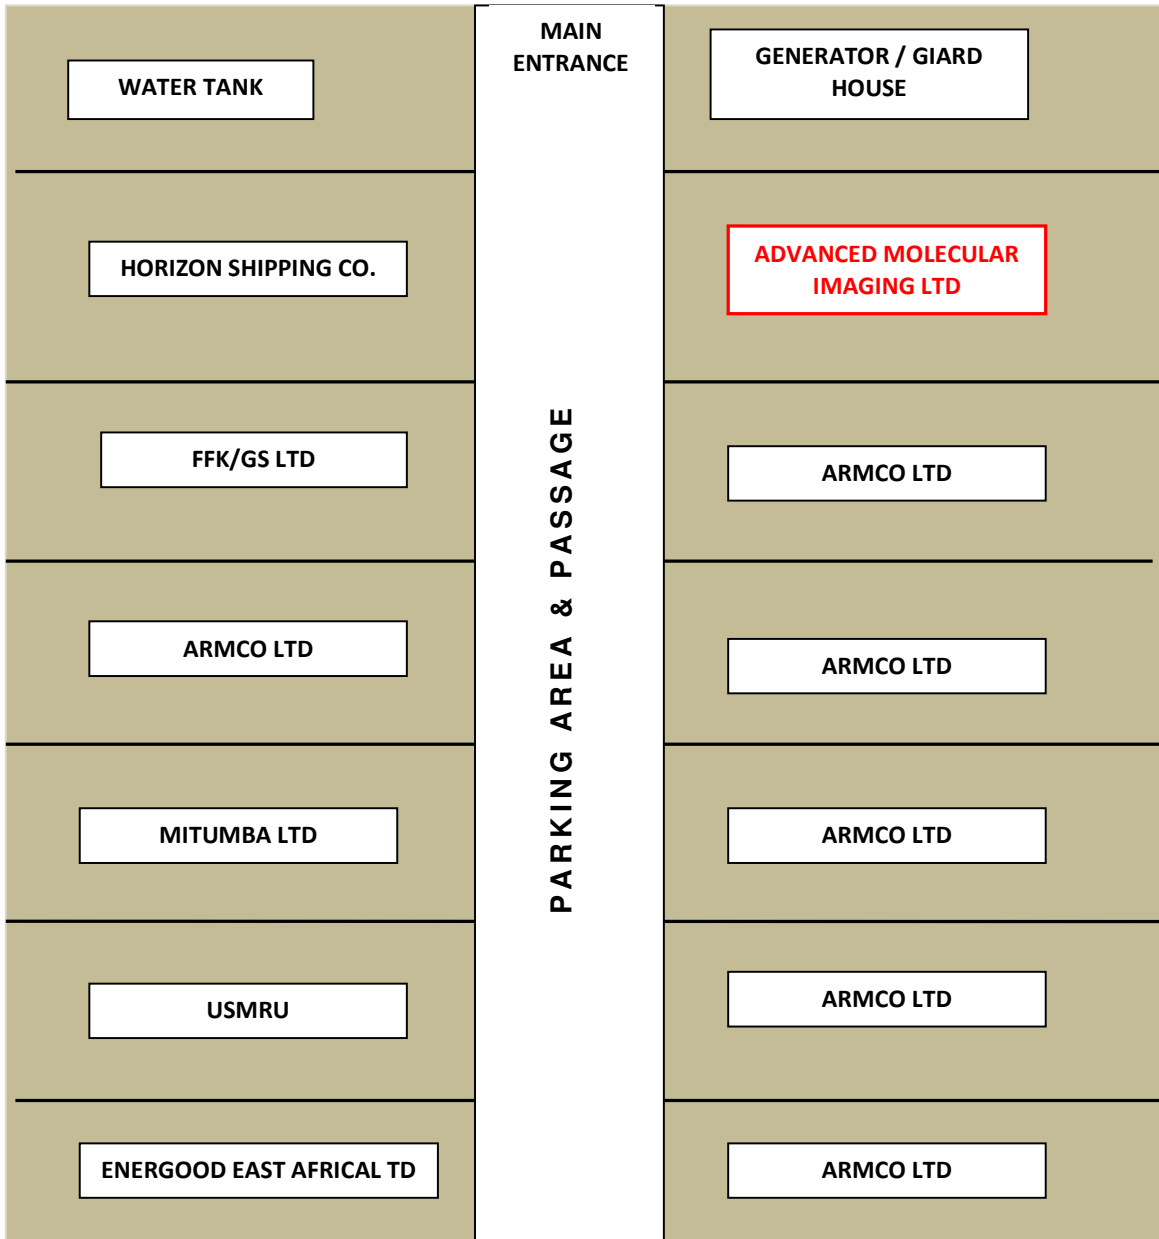 MAIN
ENTRANCE
WATER TANK
GENERATOR / GIARD
HOUSE
HORIZON SHIPPING CO.
ADVANCED MOLECULAR
IMAGING LTD
FFK/GS LTD
ARMCO LTD
PARKING AREA & PASSAGE
ARMCO LTD
ARMCO LTD
MITUMBA LTD
ARMCO LTD
USMRU
ARMCO LTD
ENERGOOD EAST AFRICAL TD
ARMCO LTD